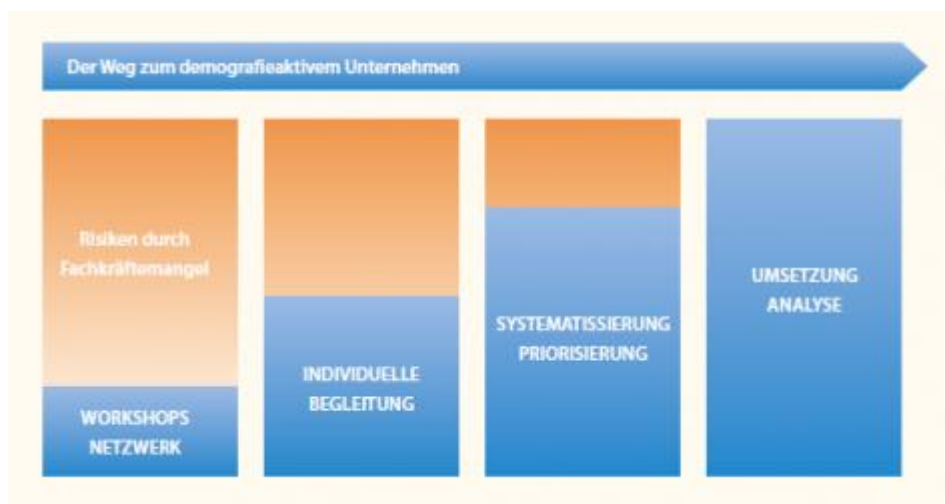 Der Weg zum demografieaktivem Unternehmen
Risiken durch
Fachkräftemangel
WORKSHOPS
NETZWERK
INDIVIDUELLE
BEGLEITUNG
SYSTEMATISSIERUNG
PRIORISIERUNG
UMSETZUNG
ANALYSE